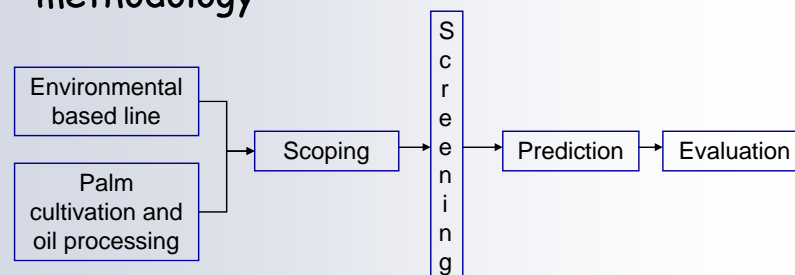 methodology
Environmental
based line
Palm
cultivation and
oil processing
Scoping
Screening
Prediction
Evaluation